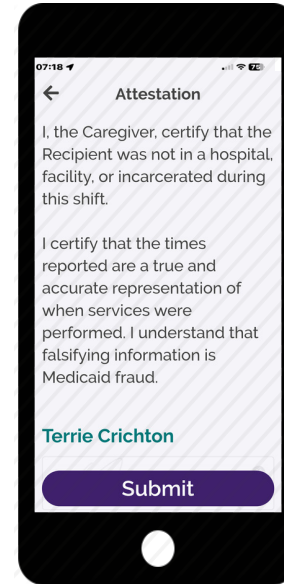 07:18
75
Attestation
I, the Caregiver, certify that the
Recipient was not in a hospital,
facility, or incarcerated during
this shift.
I certify that the times
reported are a true and
accurate representation of
when services were
performed. I understand that
falsifying information is
Medicaid fraud.
Terrie Crichton
Submit